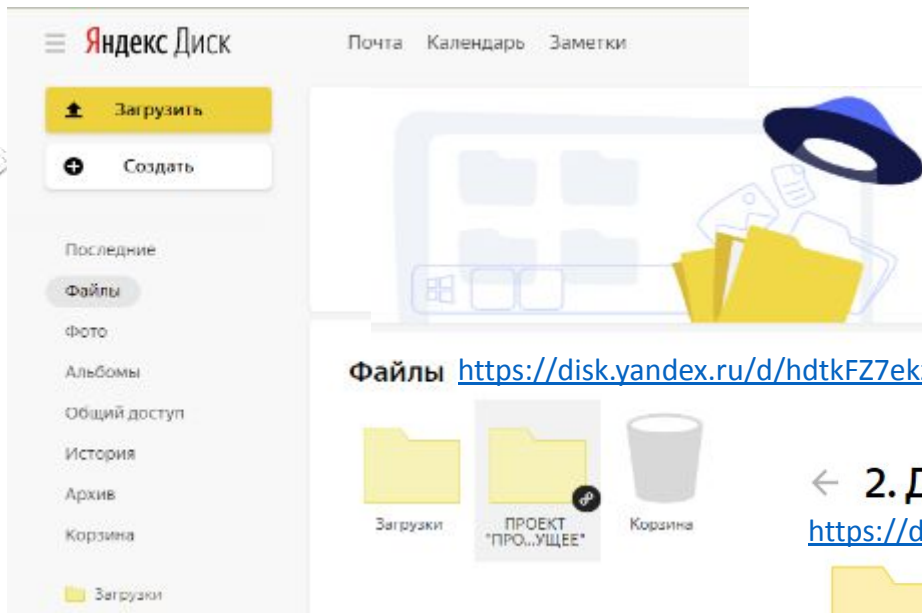 Яндекс Диск
Почта Календарь Заметки
Загрузить
Создать
Последние
Файлы
Фото
Альбомы
Общий доступ
История
Архив
Корзина
Загрузки
Файлы https://disk.yandex.ru/d/hdtkFZ7ek
Загрузки
ПРОЕКТ
"ПРО...УЩЕЕ"
Корзина
← 2. Д
https://d